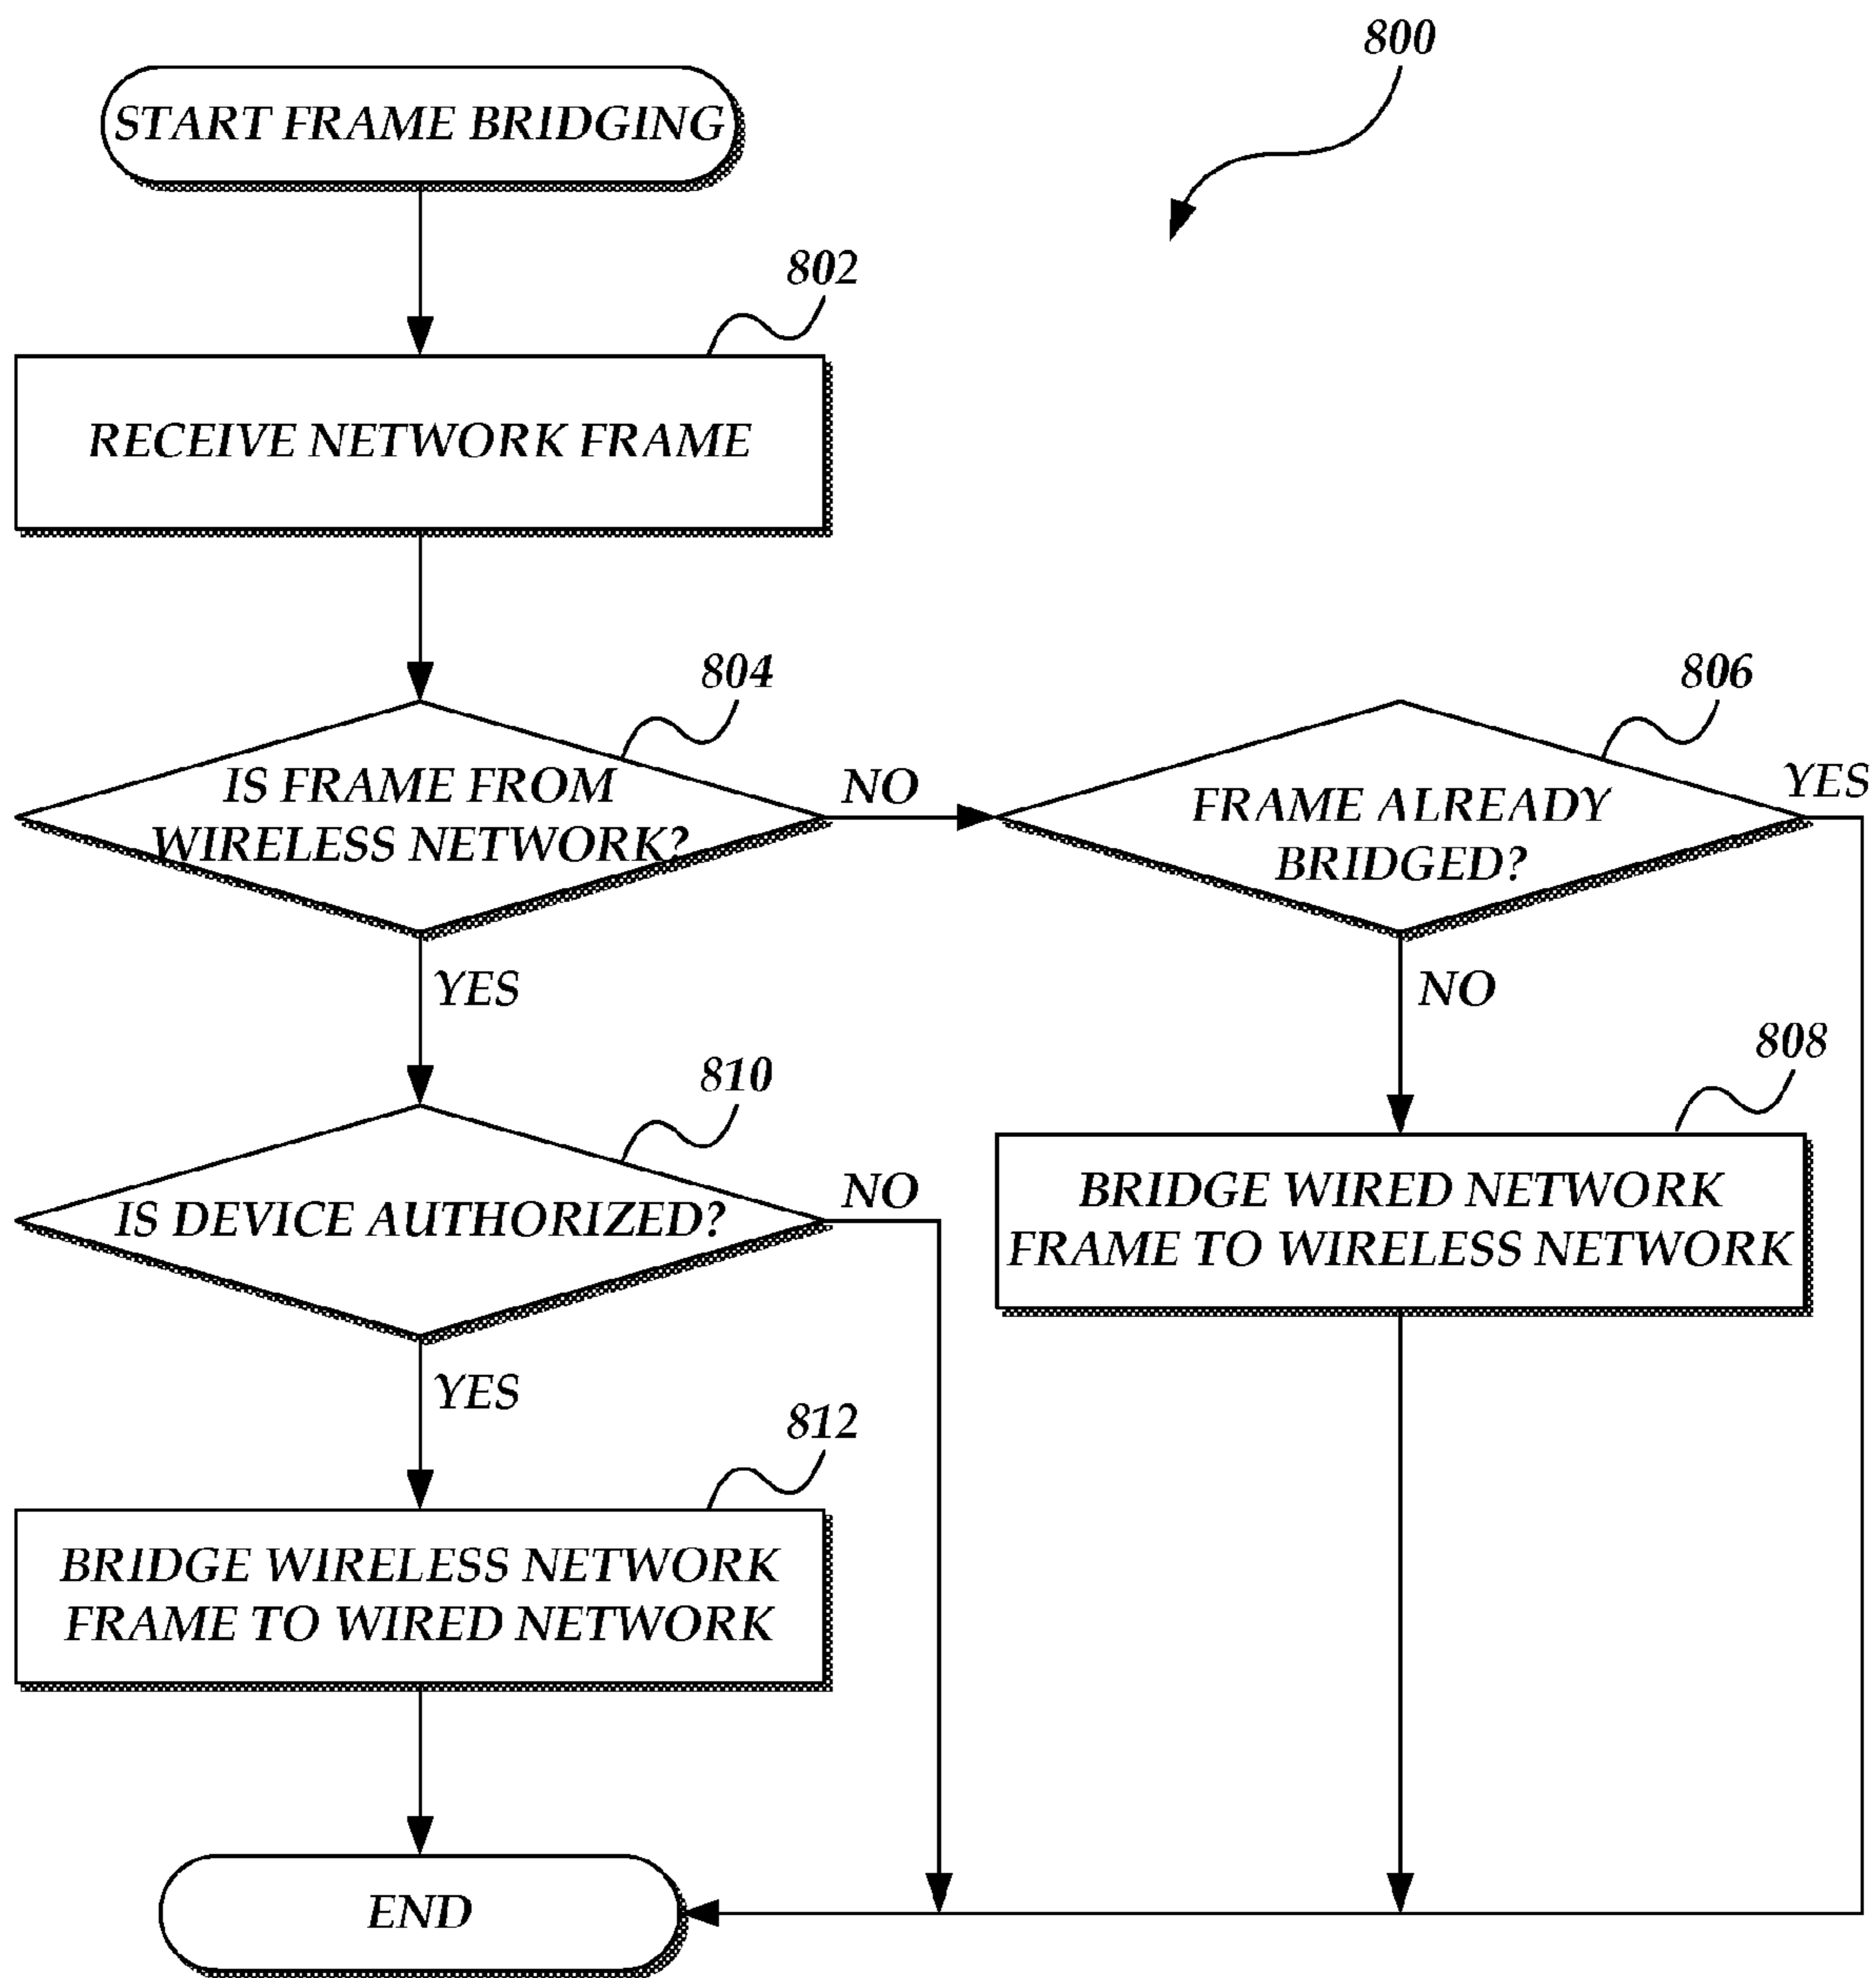 800
START FRAME BRIDGING
802
RECEIVE NETWORK FRAME
804
IS FRAME FROM
WIRELESS NETWORK?
NO
806
FRAME ALREADY
BRIDGED?
YES
YES
NO
808
BRIDGE WIRED NETWORK
FRAME TO WIRELESS NETWORK
810
IS DEVICE AUTHORIZED?
NO
YES
812
BRIDGE WIRELESS NETWORK
FRAME TO WIRED NETWORK
END